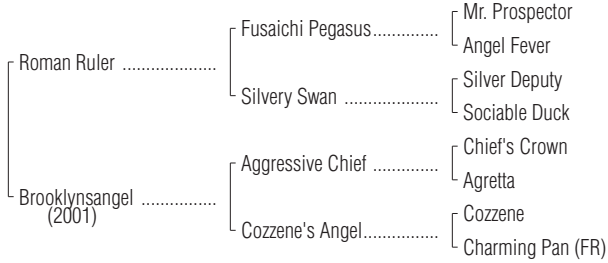 Mr. Prospector
Fusaichi Pegasus..............
Angel Fever
Roman Ruler ....................
Silver Deputy
Silvery Swan ....................
Sociable Duck
Chief's Crown
Aggressive Chief ..............
Agretta
Brooklynsangel ................
(2001)
Cozzene
Cozzene's Angel................
Charming Pan (FR)